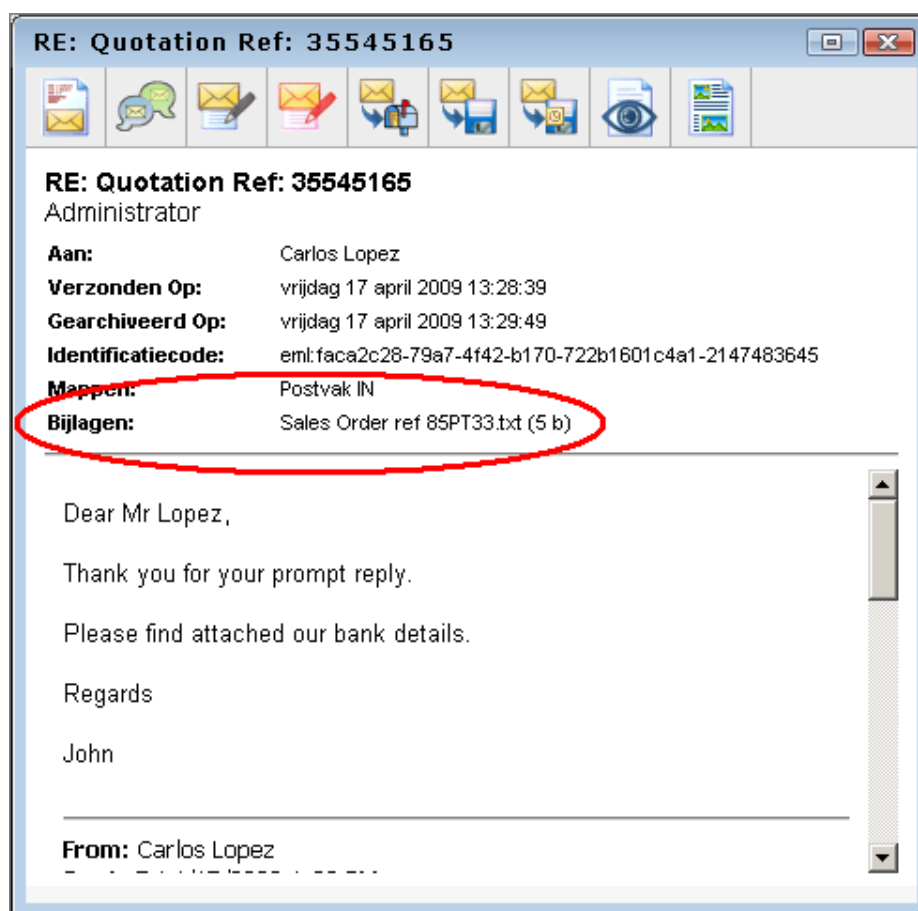 RE: Quotation Ref: 35545165
RE: Quotation Ref: 35545165
Administrator
Aan: Carlos Lopez
Verzonden Op: vrijdag 17 april 2009 13:28:39
Gearchiveerd Op: vrijdag 17 april 2009 13:29:49
Identificatiecode: eml:faca2c28-79a7-4f42-b170-722b1601c4a1-2147483645
Mappen: Postvak IN
Bijlagen: Sales Order ref 85PT33.txt (5 b)
Dear Mr Lopez,
Thank you for your prompt reply.
Please find attached our bank details.
Regards
John
From: Carlos Lopez